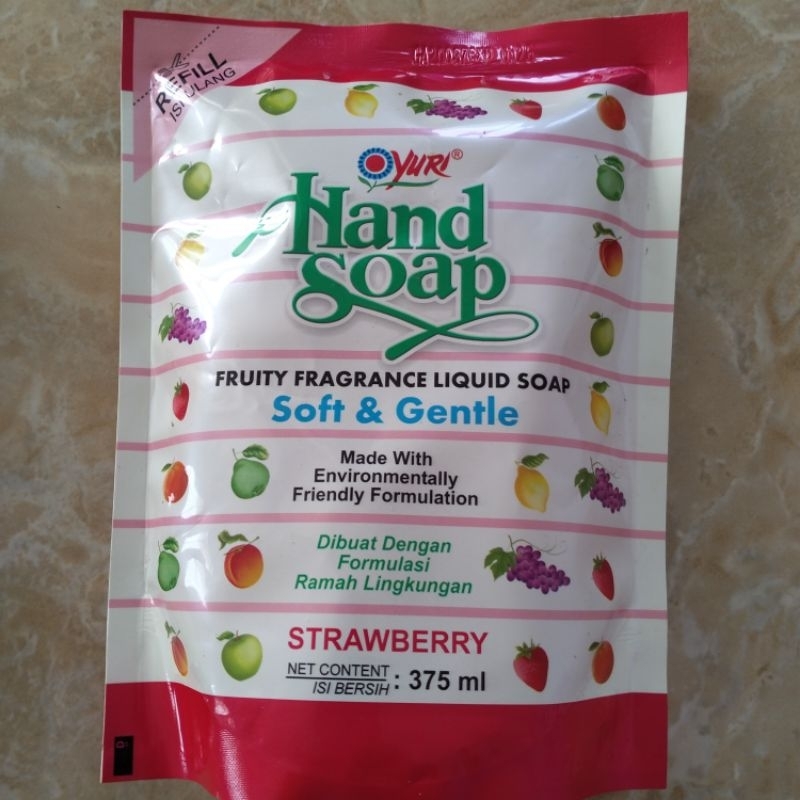 REFILL
ISI ULANG
YURI®
Hand
Soap
FRUITY FRAGRANCE LIQUID SOAP
Soft & Gentle
Made With
Environmentally
Friendly Formulation
Dibuat Dengan
Formulasi
Ramah Lingkungan
STRAWBERRY
NET CONTENT
ISI BERSIH : 375 ml